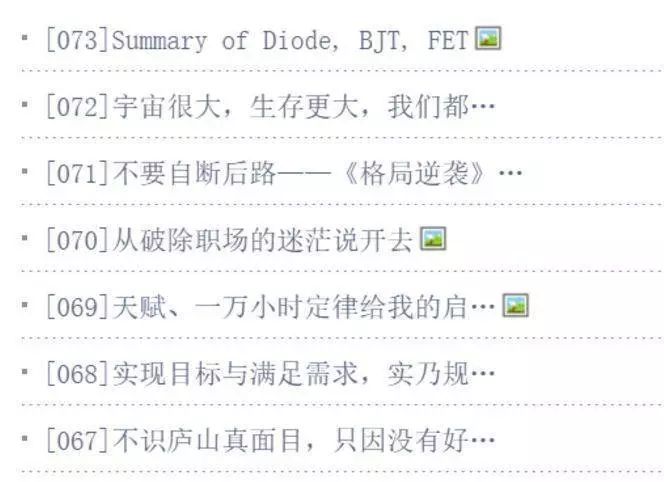 [073]Summary of Diode, BJT, FET
[072]宇宙很大，生存更大，我们都…
[071]不要自断后路——《格局逆袭》…
[070]从破除职场的迷茫说开去
[069]天赋、一万小时定律给我的启…
[068]实现目标与满足需求，实乃规…
[067]不识庐山真面目，只因没有好…